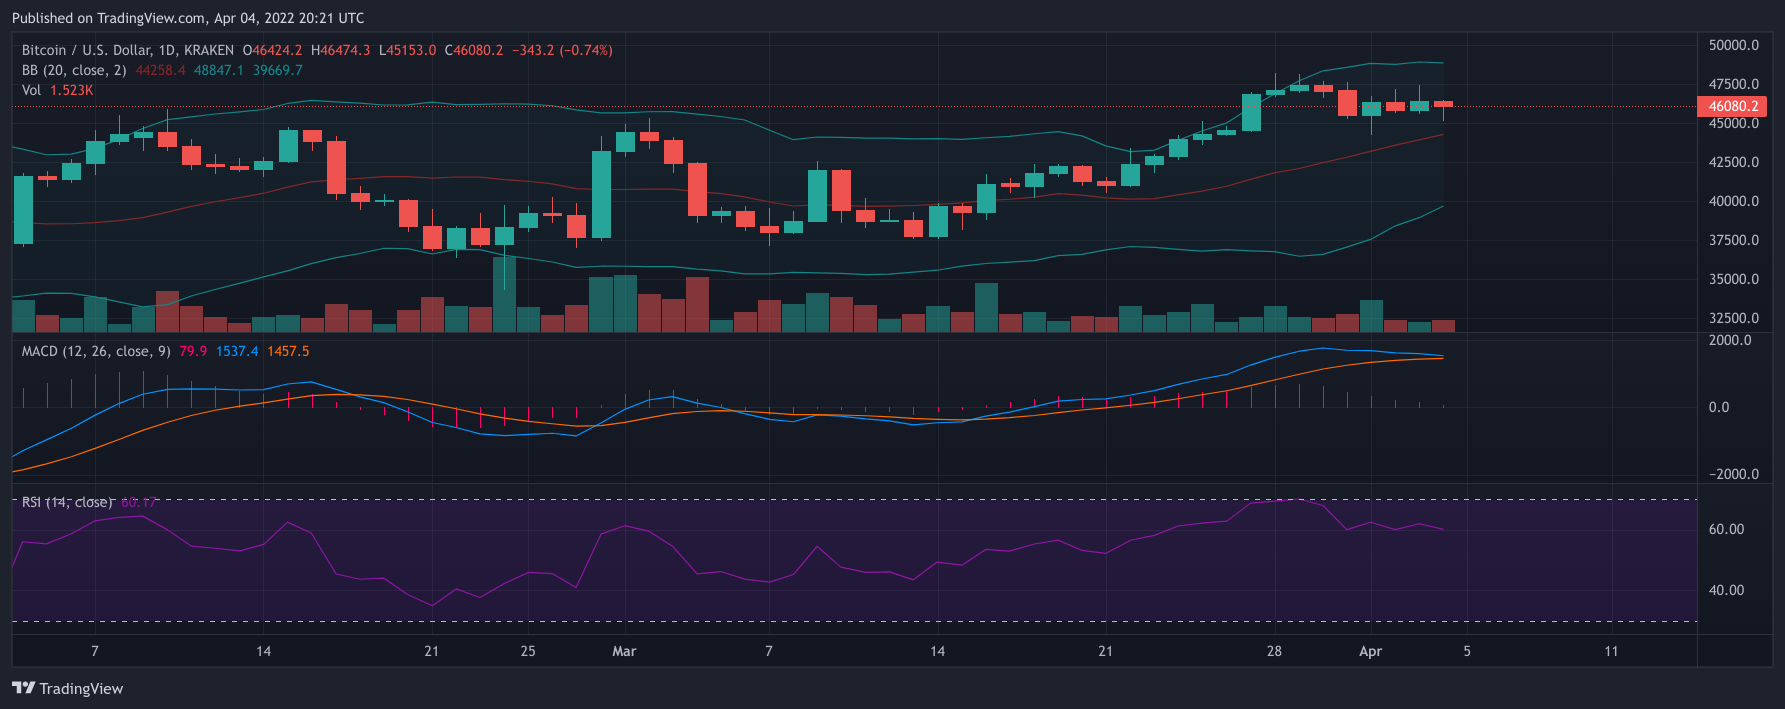 Published on TradingView.com, Apr 04, 2022 20:21 UTC
Bitcoin / U.S. Dollar, 1D, KRAKEN O46424.2 H46474.3 L45153.0 C46080.2 −343.2 (−0.74%)
BB (20, close, 2) 44258.4 48847.1 39669.7
Vol 1.523K
50000.0
47500.0
46080.2
45000.0
42500.0
40000.0
37500.0
35000.0
32500.0
MACD (12, 26, close, 9) 79.9 1537.4 1457.5
2000.0
0.0
−2000.0
RSI (14, close) 60.17
60.00
40.00
7 14 21 25 Mar 7 14 21 28 Apr 5 11
TradingView